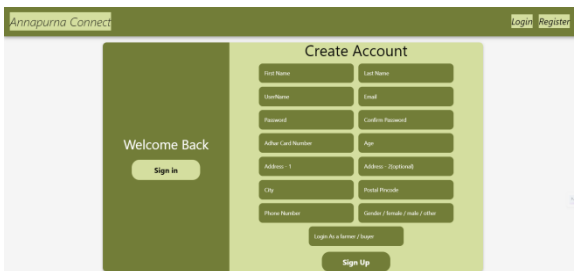 Annapurna Connect
Login Register
Create Account
First Name
Last Name
UserName
Email
Password
Confirm Password
Welcome Back
Sign in
Adhar Card Number
Age
Address - 1
Address - 2(optional)
City
Postal Pincode
Phone Number
Gender / female / male / other
Login As a farmer / buyer
Sign Up